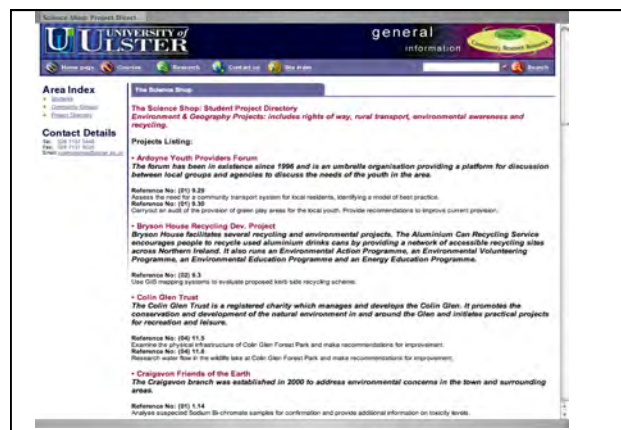 Science Shop: Project Direct...
UNIVERSITY of
ULSTER
general
information
Home page
Courses
Research
Contact us
Site Index
Search
Area Index
Students
Community Groups
Project Directory
Contact Details
Tel:
Fax:
Email:
The Science Shop:
The Science Shop: Student Project Directory
Environment & Geography Projects: includes rights of way, rural transport, environmental awareness and
recycling.
Projects Listing:
• Ardoyne Youth Providers Forum
The forum has been in existence since 1996 and is an umbrella organisation providing a platform for discussion
between local groups and agencies to discuss the needs of the youth in the area.
Reference No: (01) 9.29
Assess the need for a community transport system for local residents, identifying a model of best practice.
Reference No: (01) 9.30
Carryout an audit of the provision of green play areas for the local youth. Provide recomendations to improve current provision.
• Bryson House Recycling Dev. Project
Bryson House facilitates several recycling and environmental projects. The Aluminium Can Recycling Service
encourages people to recycle used aluminium drinks cans by providing a network of accessible recycling sites
across Northern Ireland. It also runs an Environmental Action Programme, an Environmental Volunteering
Programme, an Environmental Education Programme and an Energy Education Programme.
Reference No: (02) 9.3
Use GIS mapping systems to evaluate proposed kerb side recycling scheme.
• Colin Glen Trust
The Colin Glen Trust is a registered charity which manages and develops the Colin Glen. It promotes the
conservation and development of the natural environment in and around the Glen and initiates practical projects
for recreation and leisure.
Reference No: (04) 11.5
Examine the physical infrastructure of Colin Glen Forest Park and make recommendations for improvement.
Reference No: (04) 11.8
Research water flow in the wildlife lake at Colin Glen Forest Park and make recommendations for improvement.
• Craigavon Friends of the Earth
The Craigavon branch was established in 2000 to address environmental concerns in the town and surrounding
areas.
Reference No: (01) 1.14
Analyse suspected Sodium Bi-chromate samples for confirmation and provide additional information on toxicity levels.